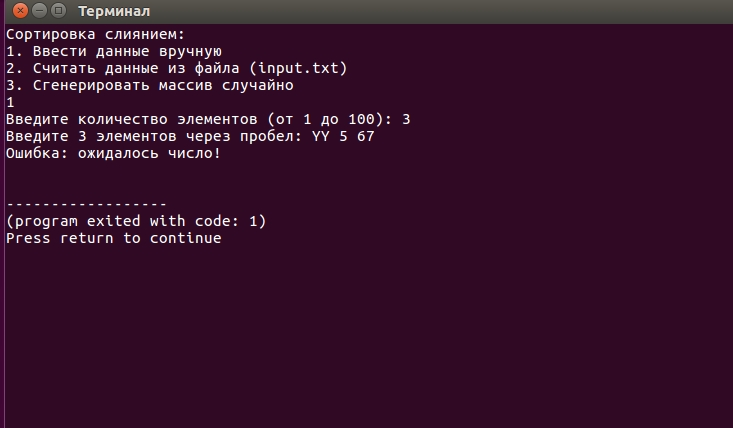 Терминал
Сортировка слиянием:
1. Ввести данные вручную
2. Считать данные из файла (input.txt)
3. Сгенерировать массив случайно
1
Введите количество элементов (от 1 до 100): 3
Введите 3 элементов через пробел: YY 5 67
Ошибка: ожидалось число!
------------------
(program exited with code: 1)
Press return to continue